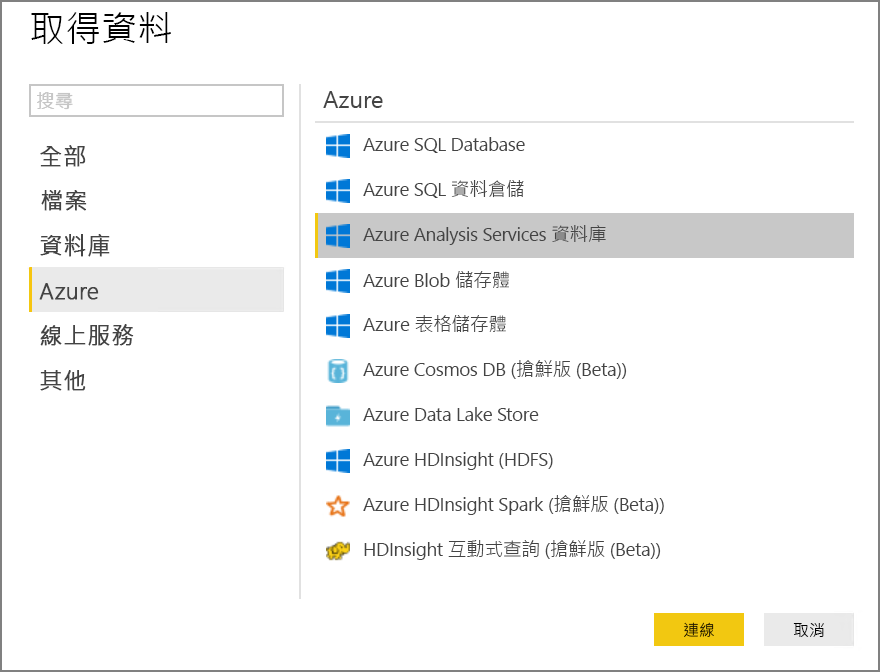 取得資料
搜尋
全部
檔案
資料庫
Azure
線上服務
其他
Azure
Azure SQL Database
Azure SQL 資料倉儲
Azure Analysis Services 資料庫
Azure Blob 儲存體
Azure 表格儲存體
Azure Cosmos DB (搶鮮版 (Beta))
Azure Data Lake Store
Azure HDInsight (HDFS)
Azure HDInsight Spark (搶鮮版 (Beta))
HDInsight 互動式查詢 (搶鮮版 (Beta))
連線
取消